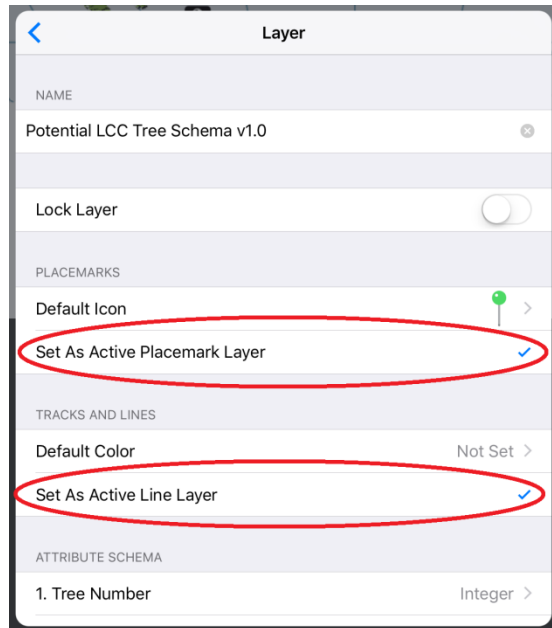 Layer
NAME
Potential LCC Tree Schema v1.0
Lock Layer
PLACEMARKS
Default Icon
Set As Active Placemark Layer
TRACKS AND LINES
Default Color Not Set
Set As Active Line Layer
ATTRIBUTE SCHEMA
1. Tree Number Integer